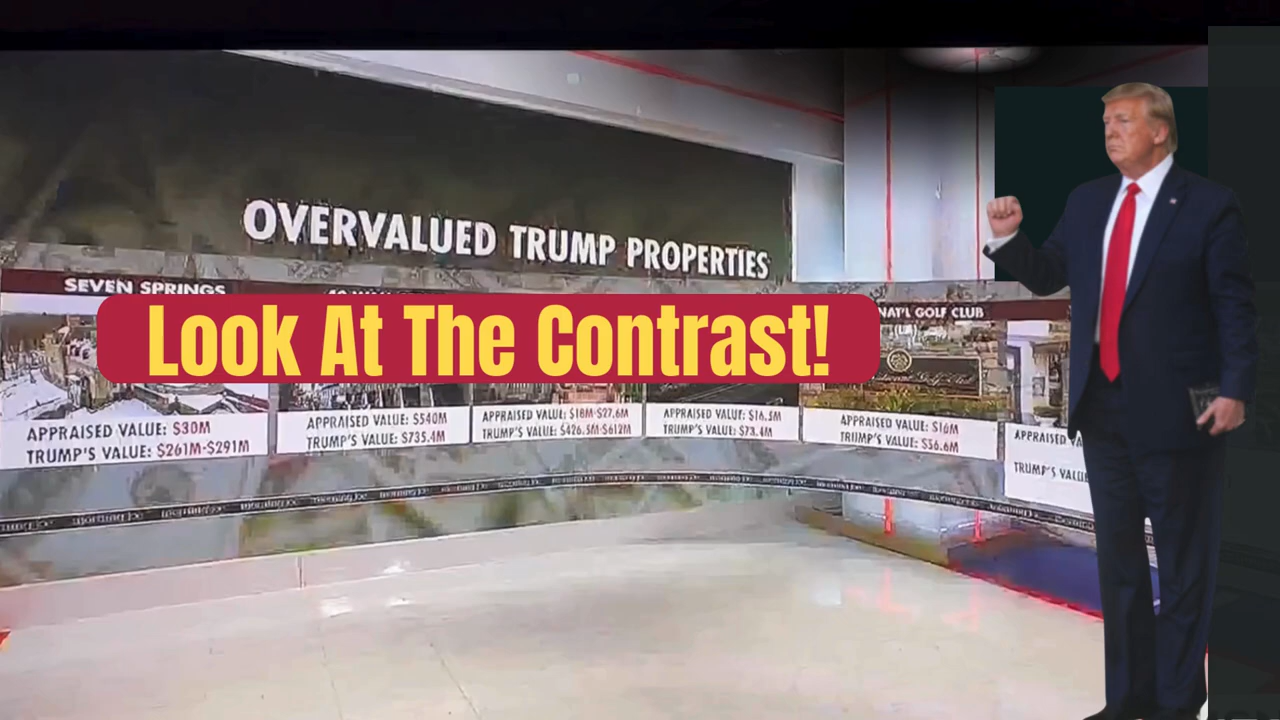 OVERVALUED TRUMP PROPERTIES
SEVEN SPRINGS
NAT'L GOLF CLUB
Look At The Contrast!
APPRAISED VALUE: $30M
TRUMP'S VALUE: $261M-$291M
APPRAISED VALUE: $540M
TRUMP'S VALUE: $735.4M
APPRAISED VALUE: $18M-$27.6M
TRUMP'S VALUE: $426.5M-$612M
APPRAISED VALUE: $16.5M
TRUMP'S VALUE: $73.4M
APPRAISED VALUE: $16M
TRUMP'S VALUE: $56.6M
APPRAISED
TRUMP'S